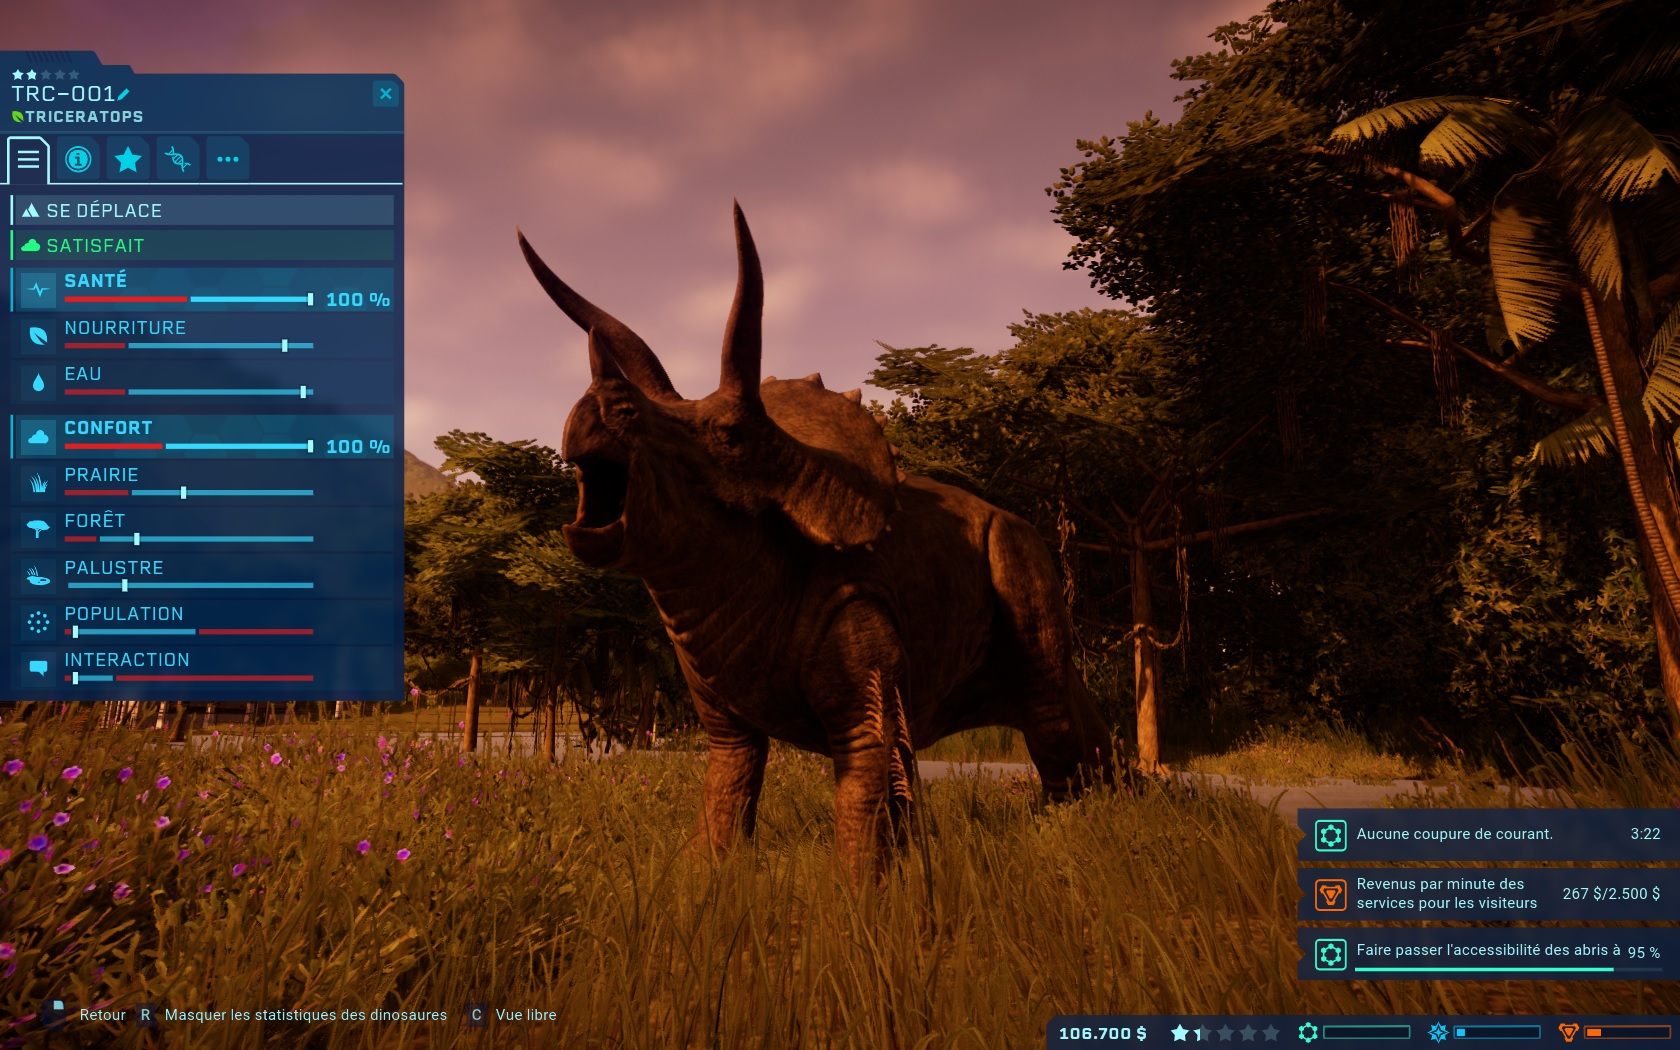 TRC-001
TRICERATOPS
SE DÉPLACE
SATISFAIT
SANTÉ
100 %
NOURRITURE
EAU
CONFORT
100 %
PRAIRIE
FORÊT
PALUSTRE
POPULATION
INTERACTION
Aucune coupure de courant. 3:22
Revenus par minute des
services pour les visiteurs 267 $/2.500 $
Faire passer l'accessibilité des abris à 95 %
Retour R Masquer les statistiques des dinosaures C Vue libre
106.700 $